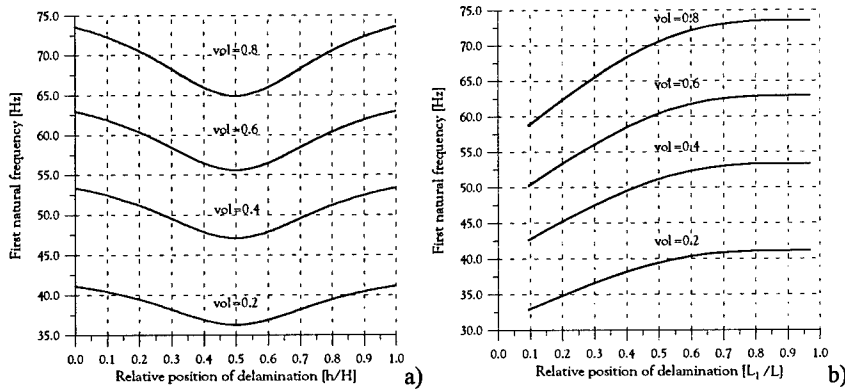 75.0
70.0
65.0
60.0
55.0
50.0
45.0
40.0
35.0
First natural frequency [Hz]
vol=0.8
vol=0.6
vol=0.4
vol=0.2
0.0 0.1 0.2 0.3 0.4 0.5 0.6 0.7 0.8 0.9 1.0
Relative position of delamination [h/H]
a)
75.0
70.0
65.0
60.0
55.0
50.0
45.0
40.0
35.0
30.0
First natural frequency [Hz]
vol=0.8
vol=0.6
vol=0.4
vol=0.2
0.0 0.1 0.2 0.3 0.4 0.5 0.6 0.7 0.8 0.9 1.0
Relative position of delamination [L₁/L]
b)